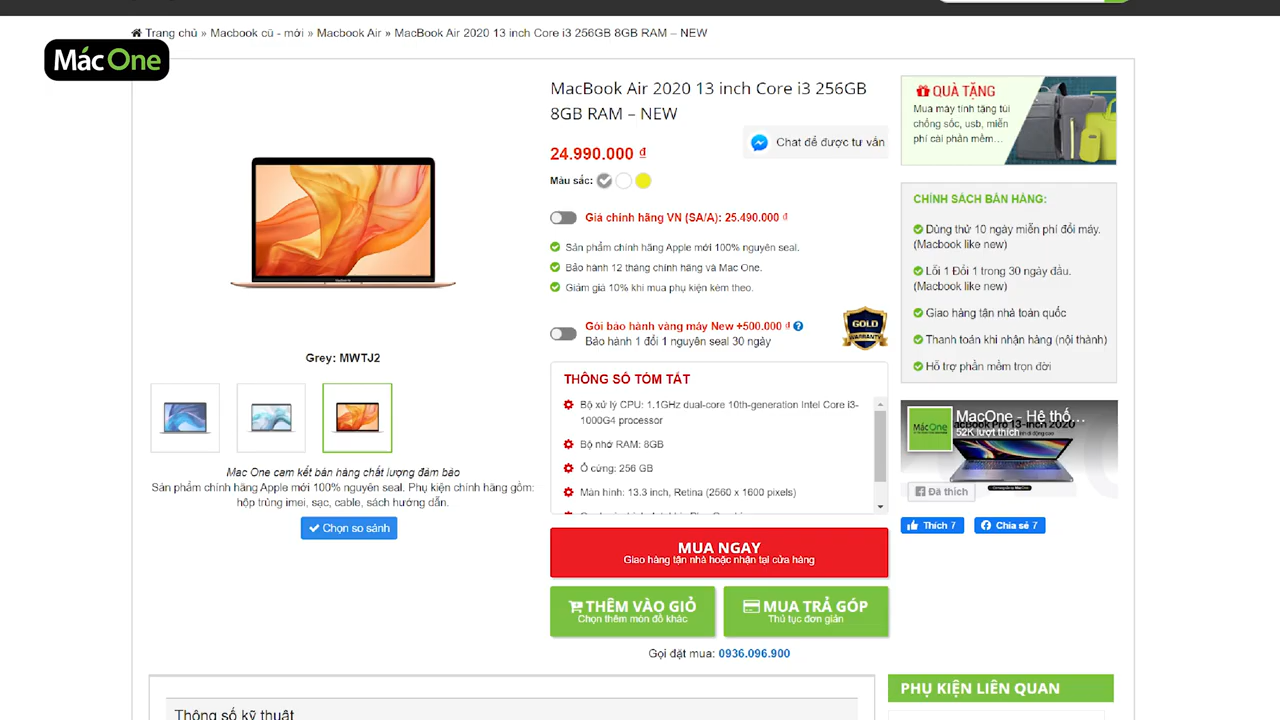 Trang chủ » Macbook cũ - mới » Macbook Air » MacBook Air 2020 13 inch Core i3 256GB 8GB RAM – NEW
MácOne
MacBook Air 2020 13 inch Core i3 256GB
8GB RAM – NEW
Chat để được tư vấn
24.990.000 ₫
Màu sắc:
Giá chính hãng VN (SA/A): 25.490.000 ₫
Sản phẩm chính hãng Apple mới 100% nguyên seal.
Bảo hành 12 tháng chính hãng và Mac One.
Giảm giá 10% khi mua phụ kiện kèm theo.
Gói bảo hành vàng máy New +500.000 ₫
Bảo hành 1 đổi 1 nguyên seal 30 ngày
GOLD
WARRANTY
Grey: MWTJ2
Mac One cam kết bán hàng chất lượng đảm bảo
Sản phẩm chính hãng Apple mới 100% nguyên seal. Phụ kiện chính hãng gồm:
hộp trùng imei, sạc, cable, sách hướng dẫn.
Chọn so sánh
THÔNG SỐ TÓM TẮT
Bộ xử lý CPU: 1.1GHz dual-core 10th-generation Intel Core i3-
1000G4 processor
Bộ nhớ RAM: 8GB
Ổ cứng: 256 GB
Màn hình: 13.3 inch, Retina (2560 x 1600 pixels)
MUA NGAY
Giao hàng tận nhà hoặc nhận tại cửa hàng
THÊM VÀO GIỎ
Chọn thêm món đồ khác
MUA TRẢ GÓP
Thủ tục đơn giản
Gọi đặt mua: 0936.096.900
QUÀ TẶNG
Mua máy tính tặng túi
chống sốc, usb, miễn
phí cài phần mềm...
CHÍNH SÁCH BÁN HÀNG:
Dùng thử 10 ngày miễn phí đổi máy.
(Macbook like new)
Lỗi 1 Đổi 1 trong 30 ngày đầu.
(Macbook like new)
Giao hàng tận nhà toàn quốc
Thanh toán khi nhận hàng (nội thành)
Hỗ trợ phần mềm trọn đời
MacOne
MacOne - Hệ thố...
MacBook Pro 13-inch 2020
52K lượt thích
Đã thích
Thích 7
Chia sẻ 7
PHỤ KIỆN LIÊN QUAN
Thông số kỹ thuật